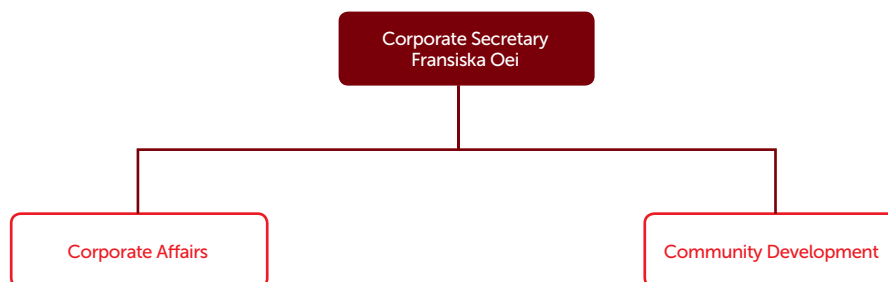 Corporate Secretary
Fransiska Oei
Corporate Affairs
Community Development